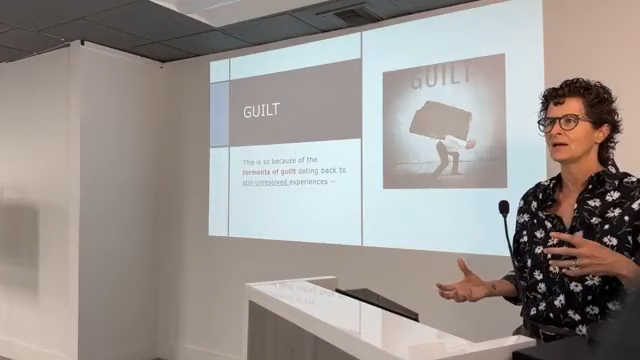 GUILT
This is so because of the
torments of guilt dating back to
still-unresolved experiences …
GUILT